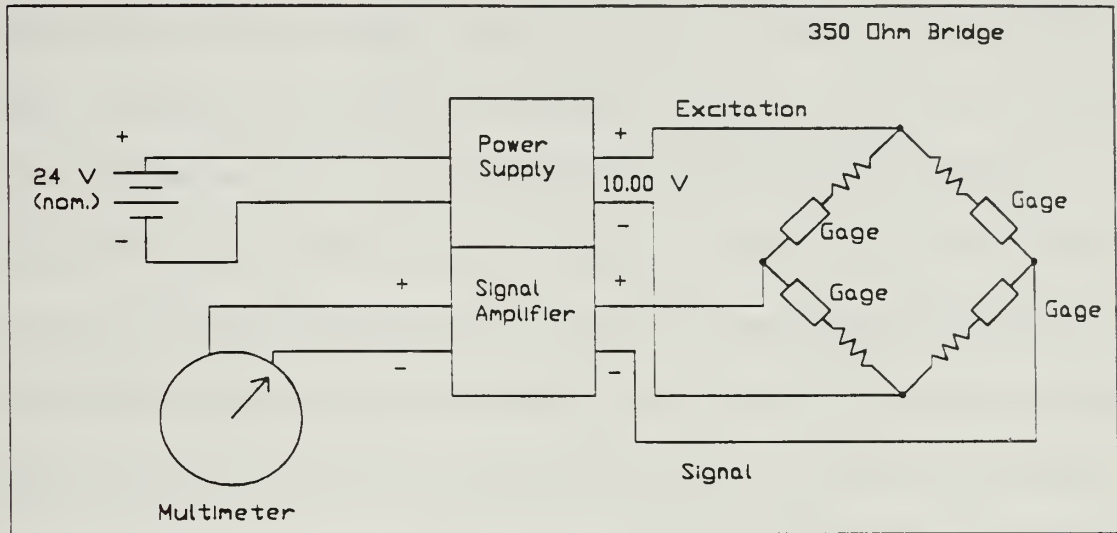 350 Ohm Bridge
Excitation
+
+
Power
Supply
24 V
(nom.)
10.00 V
Gage
Gage
-
-
+
+
Signal
Amplifier
Gage
Gage
-
-
Signal
Multimeter